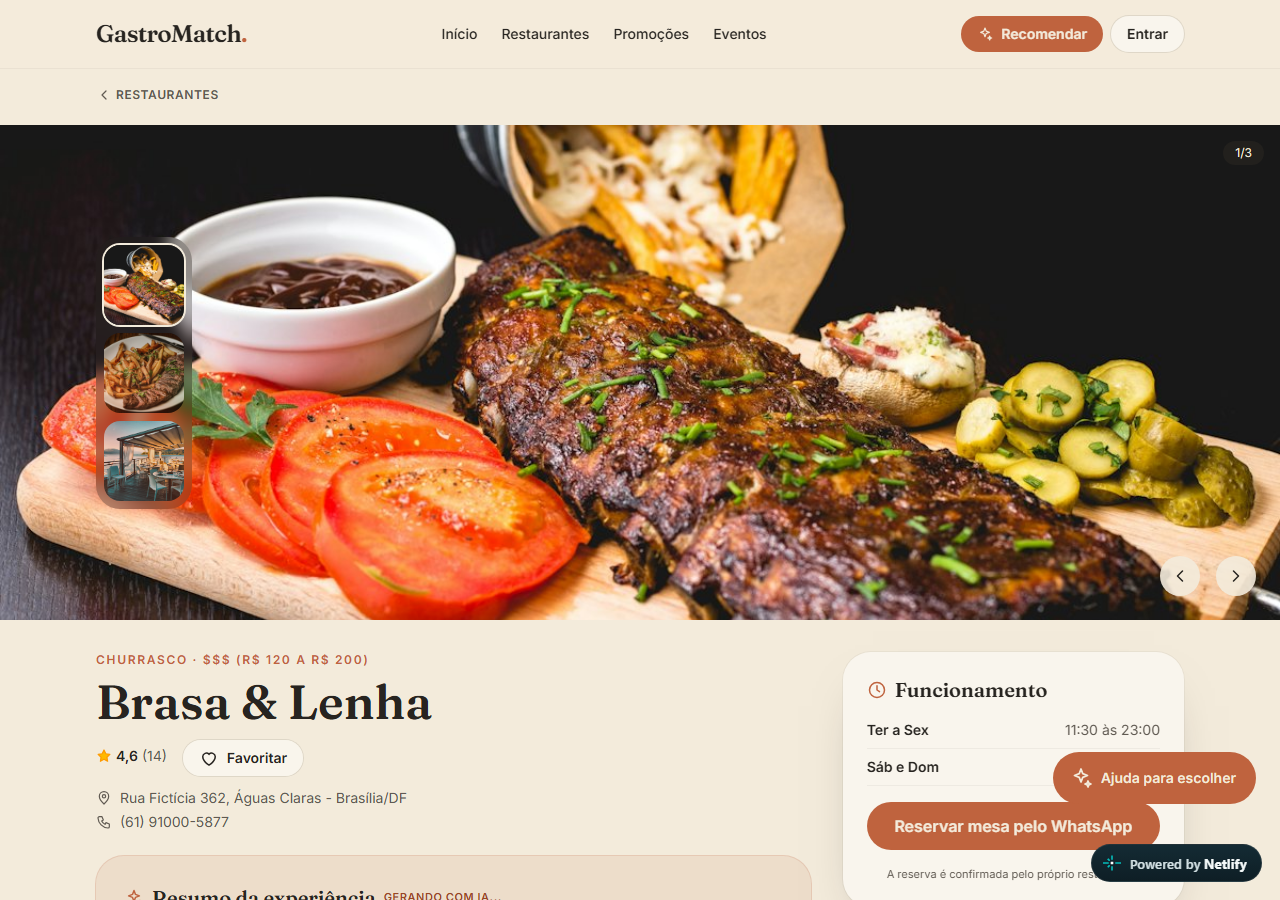 GastroMatch.
Início
Restaurantes
Promoções
Eventos
Recomendar
Entrar
RESTAURANTES
1/3
CHURRASCO · $$$ (R$ 120 A R$ 200)
Brasa & Lenha
4,6 (14)
Favoritar
Rua Fictícia 362, Águas Claras - Brasília/DF
(61) 91000-5877
Resumo da experiência GERANDO COM IA...
Funcionamento
Ter a Sex 11:30 às 23:00
Sáb e Dom
Ajuda para escolher
Reservar mesa pelo WhatsApp
Powered by Netlify
A reserva é confirmada pelo próprio